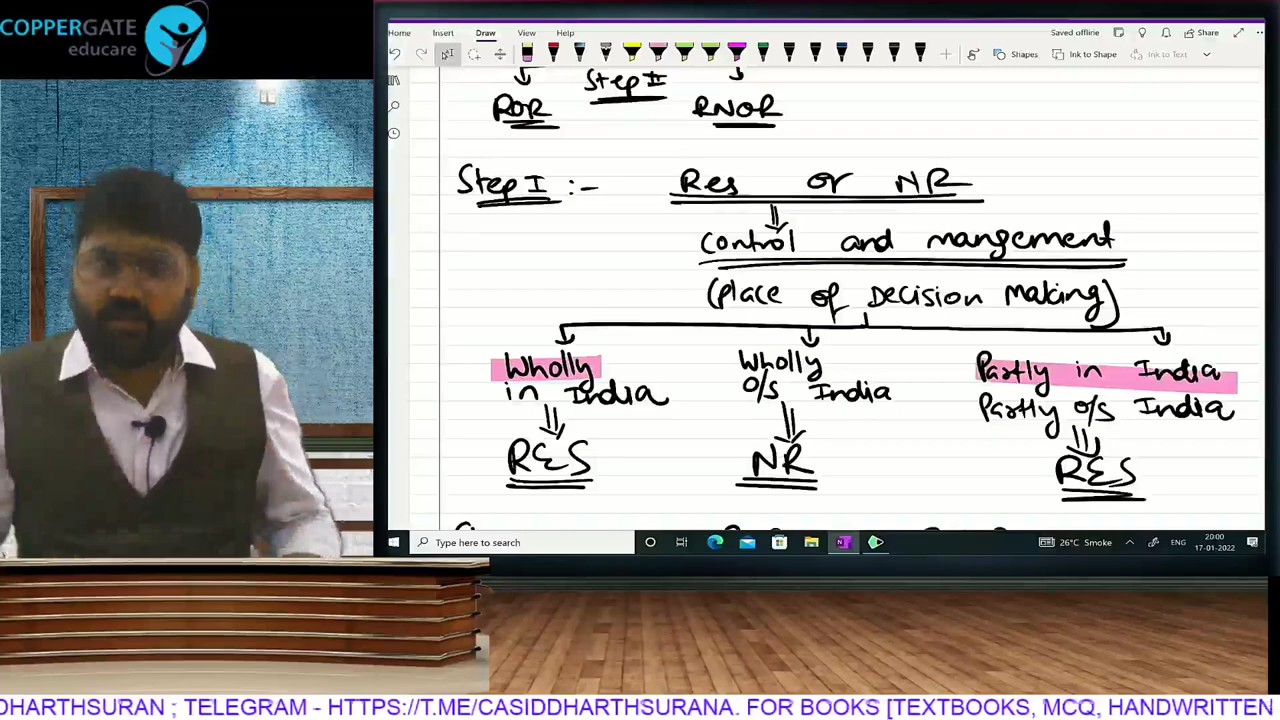 COPPERGATE
educare
Home Insert Draw View Help
Saved offline
Share
Shapes
Ink to Shape
Ink to Text
Step II
ROR
RNOR
Step I :- Res or NR
control and mangement
(Place of Decision Making)
Wholly
in India
RES
Wholly
o/s India
NR
Partly in India
Partly o/s India
RES
Type here to search
26°C Smoke
ENG
20:00
17-01-2022
DHARTHSURAN ; TELEGRAM - HTTPS://T.ME/CASIDDHARTHSURANA. FOR BOOKS [TEXTBOOKS, MCQ, HANDWRITTEN